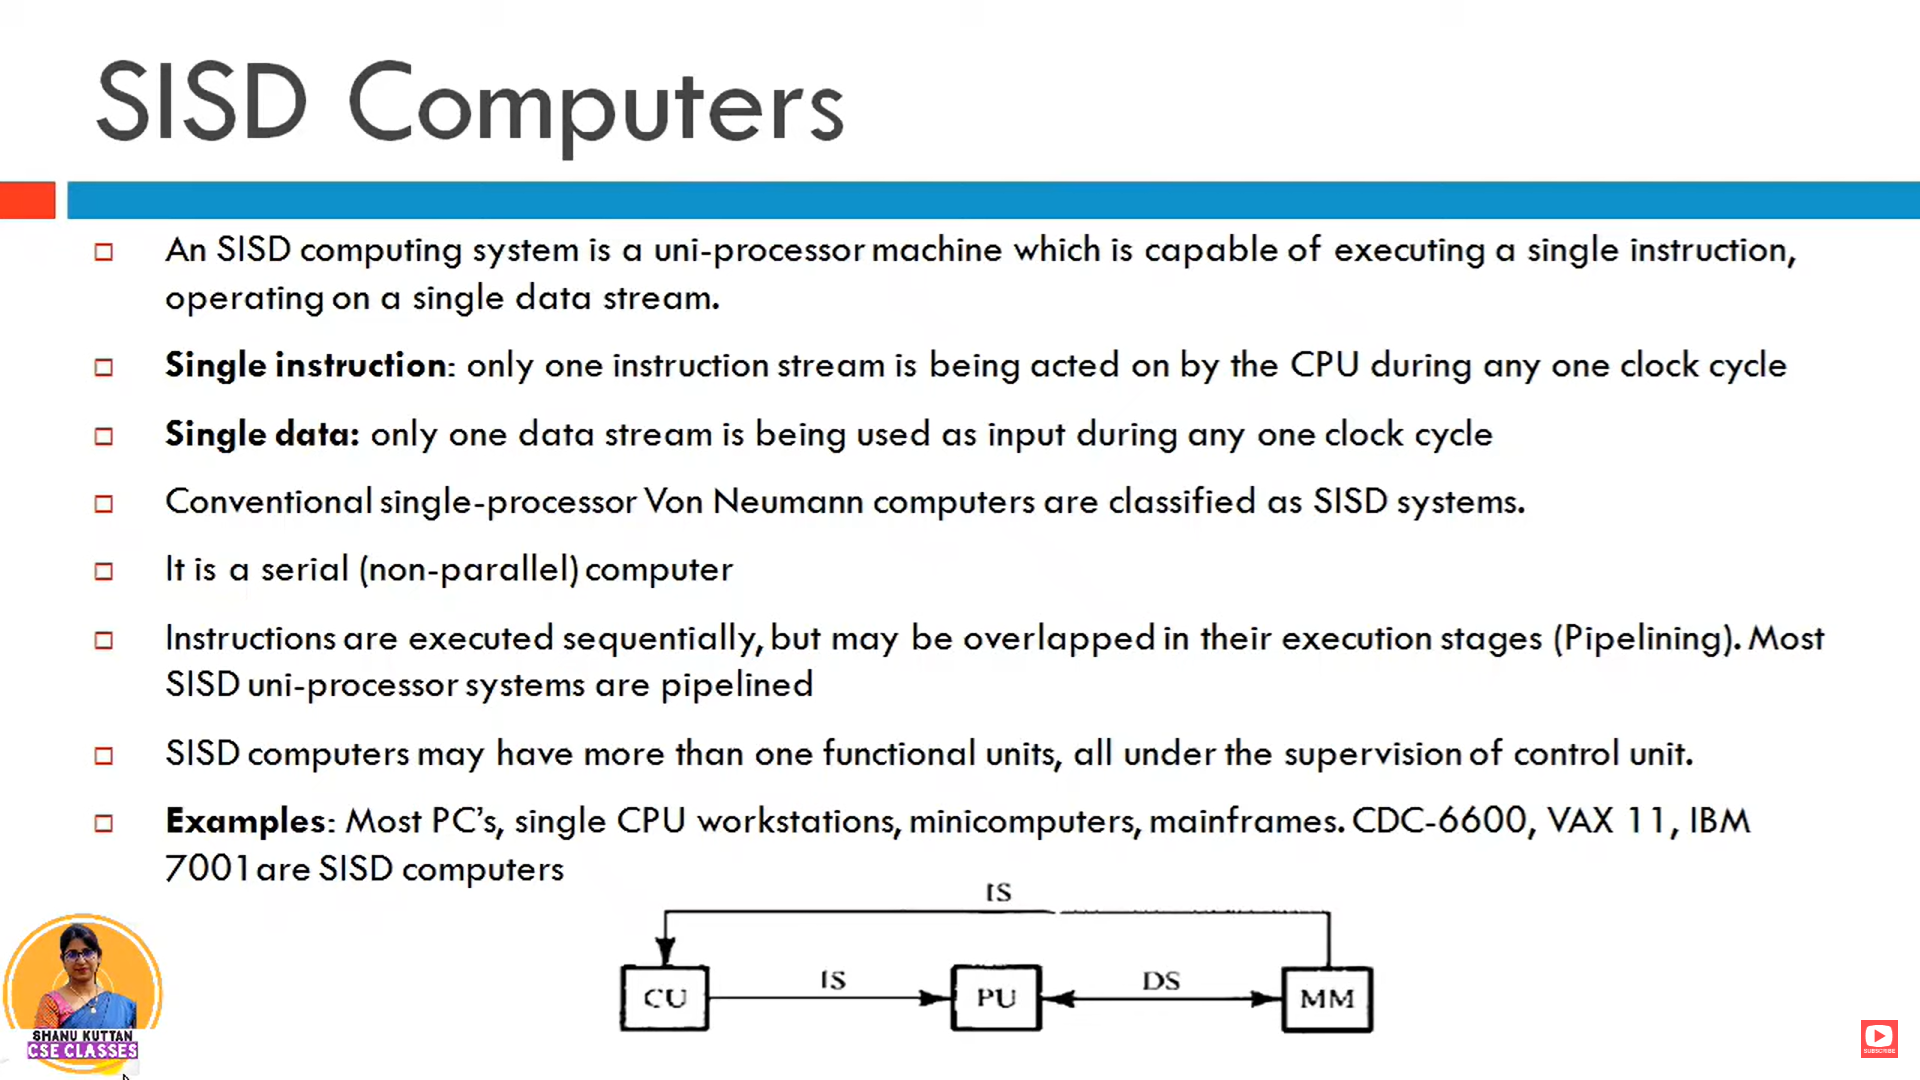 SISD Computers
An SISD computing system is a uni-processor machine which is capable of executing a single instruction,
operating on a single data stream.
Single instruction: only one instruction stream is being acted on by the CPU during any one clock cycle
Single data: only one data stream is being used as input during any one clock cycle
Conventional single-processor Von Neumann computers are classified as SISD systems.
It is a serial (non-parallel) computer
Instructions are executed sequentially, but may be overlapped in their execution stages (Pipelining). Most
SISD uni-processor systems are pipelined
SISD computers may have more than one functional units, all under the supervision of control unit.
Examples: Most PC's, single CPU workstations, minicomputers, mainframes. CDC-6600, VAX 11, IBM
7001 are SISD computers
IS
CU IS PU DS MM
SHANU KUTTAN
CSE CLASSES
SUBSCRIBE